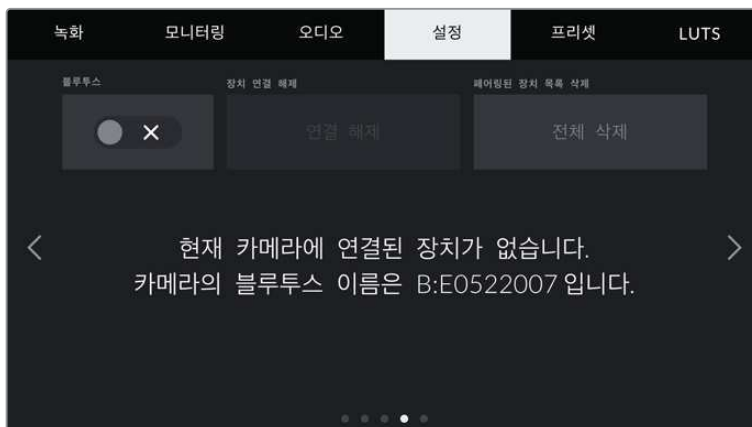 녹화 모니터링 오디오 설정 프리셋 LUTS
블루투스 장치 연결 해제 페어링된 장치 목록 삭제
연결 해제 전체 삭제
현재 카메라에 연결된 장치가 없습니다.
카메라의 블루투스 이름은 B:E0522007 입니다.